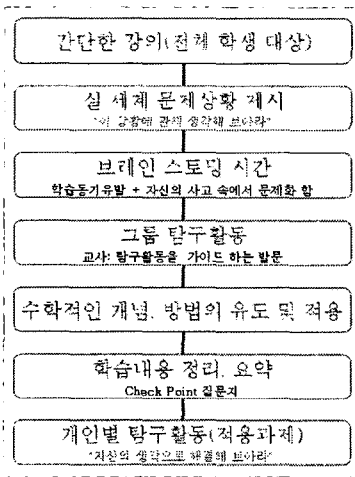 간단한 강의(전체 학생 대상)
실 세계 문제상황 제시
"이 상황에 관해 생각해 보아라"
브레인 스토밍 시간
학습동기유발 + 자신의 사고 속에서 문제화 함
그룹 탐구활동
교사: 탐구활동을 가이드 하는 발문
수학적인 개념, 방법의 유도 및 적용
학습내용 정리, 요약
Check Point 질문지
개인별 탐구활동(적용과제)
"자신의 생각으로 해결해 보아라"